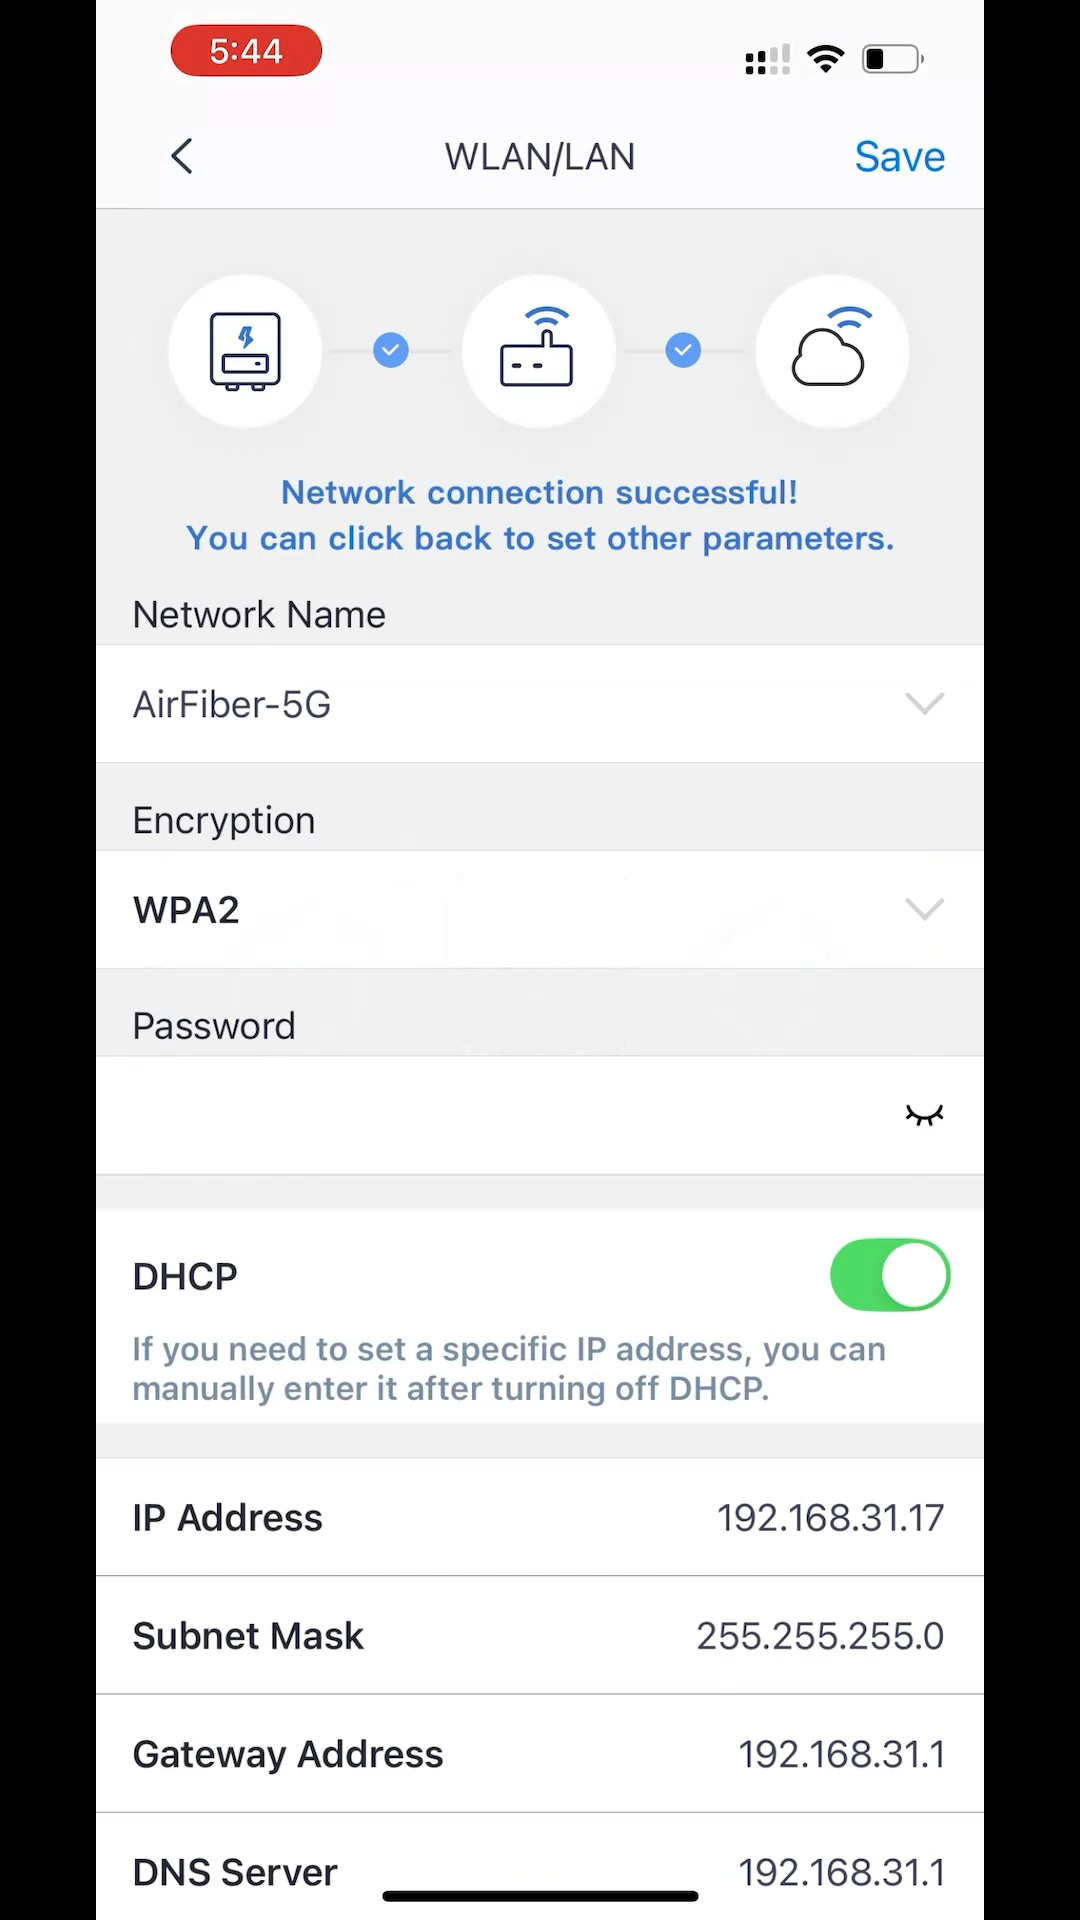 5:44
WLAN/LAN
Save
Network connection successful!
You can click back to set other parameters.
Network Name
AirFiber-5G
Encryption
WPA2
Password
DHCP
If you need to set a specific IP address, you can
manually enter it after turning off DHCP.
IP Address 192.168.31.17
Subnet Mask 255.255.255.0
Gateway Address 192.168.31.1
DNS Server 192.168.31.1